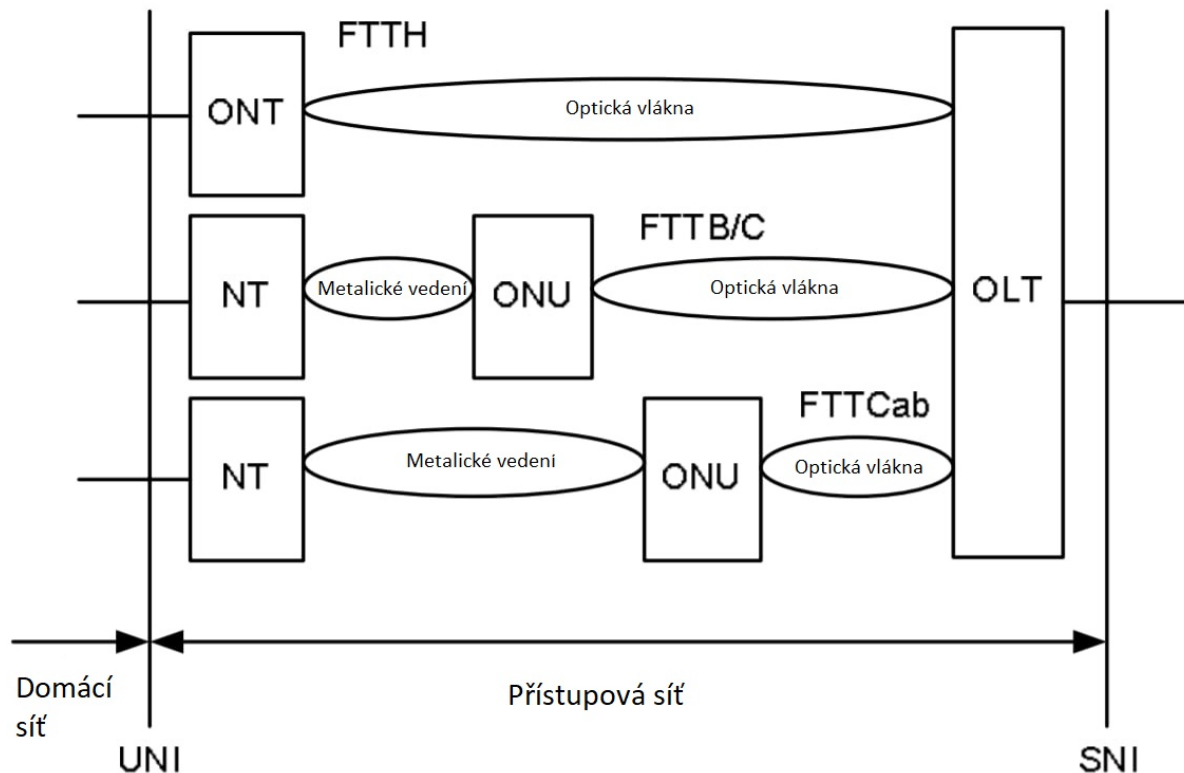 FTTH
ONT
Optická vlákna
FTTB/C
NT
Metalické vedení
ONU
Optická vlákna
OLT
FTTCab
NT
Metalické vedení
ONU
Optická vlákna
Domácí
síť
Přístupová síť
UNI
SNI